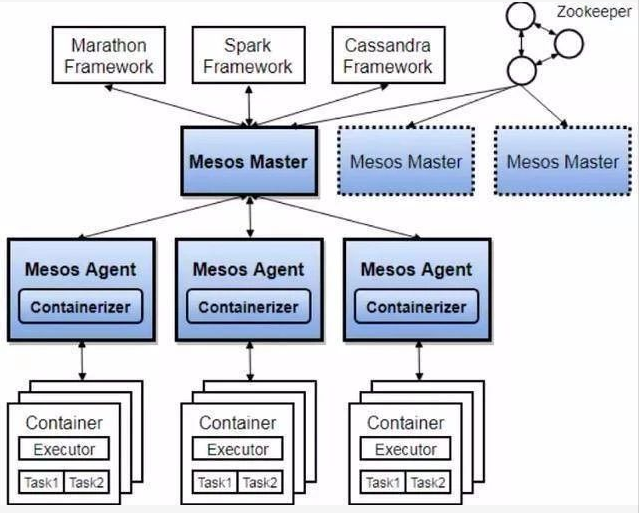 Zookeeper
Marathon
Framework
Spark
Framework
Cassandra
Framework
Mesos Master
Mesos Master
Mesos Master
Mesos Agent
Containerizer
Mesos Agent
Containerizer
Mesos Agent
Containerizer
Container
Executor
Task1 Task2
Container
Executor
Task1 Task2
Container
Executor
Task1 Task2